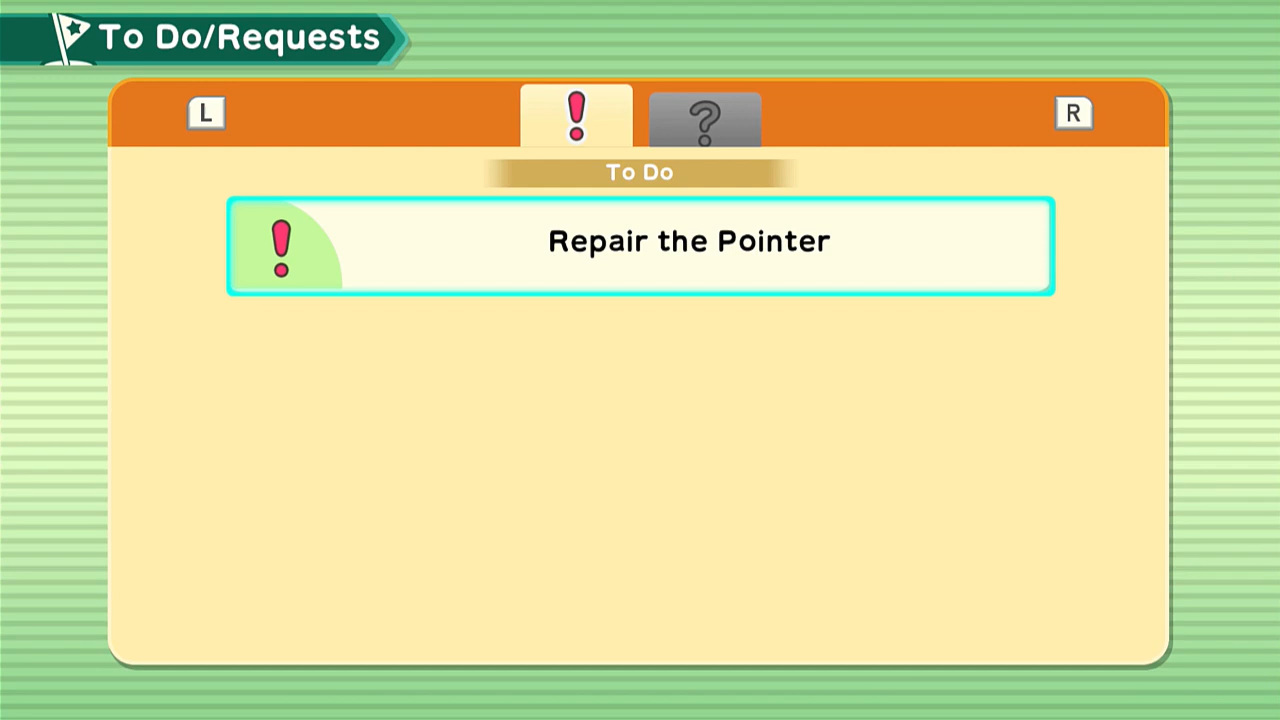 To Do/Requests
L
!
?
R
To Do
!
Repair the Pointer